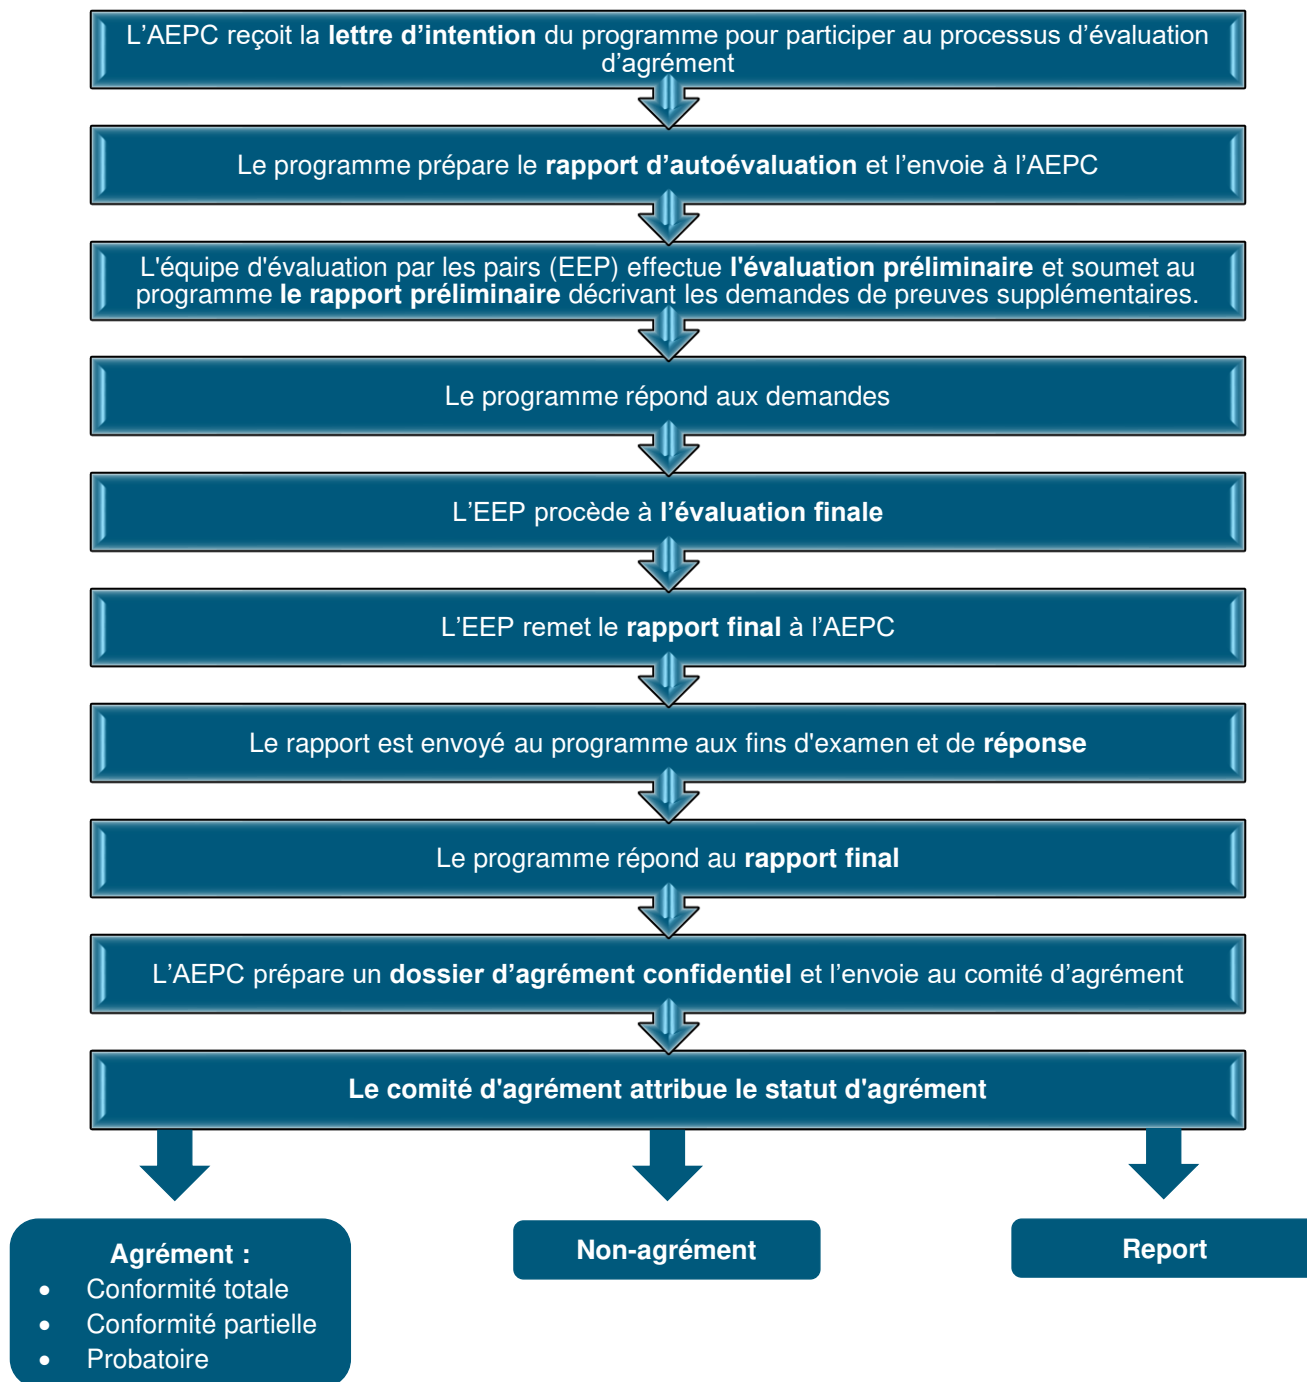 L’AEPC reçoit la lettre d’intention du programme pour participer au processus d’évaluation
d’agrément
Le programme prépare le rapport d’autoévaluation et l’envoie à l’AEPC
L'équipe d'évaluation par les pairs (EEP) effectue l'évaluation préliminaire et soumet au
programme le rapport préliminaire décrivant les demandes de preuves supplémentaires.
Le programme répond aux demandes
L’EEP procède à l’évaluation finale
L’EEP remet le rapport final à l’AEPC
Le rapport est envoyé au programme aux fins d'examen et de réponse
Le programme répond au rapport final
L’AEPC prépare un dossier d’agrément confidentiel et l’envoie au comité d’agrément
Le comité d'agrément attribue le statut d'agrément
Agrément :
• Conformité totale
• Conformité partielle
• Probatoire
Non-agrément
Report